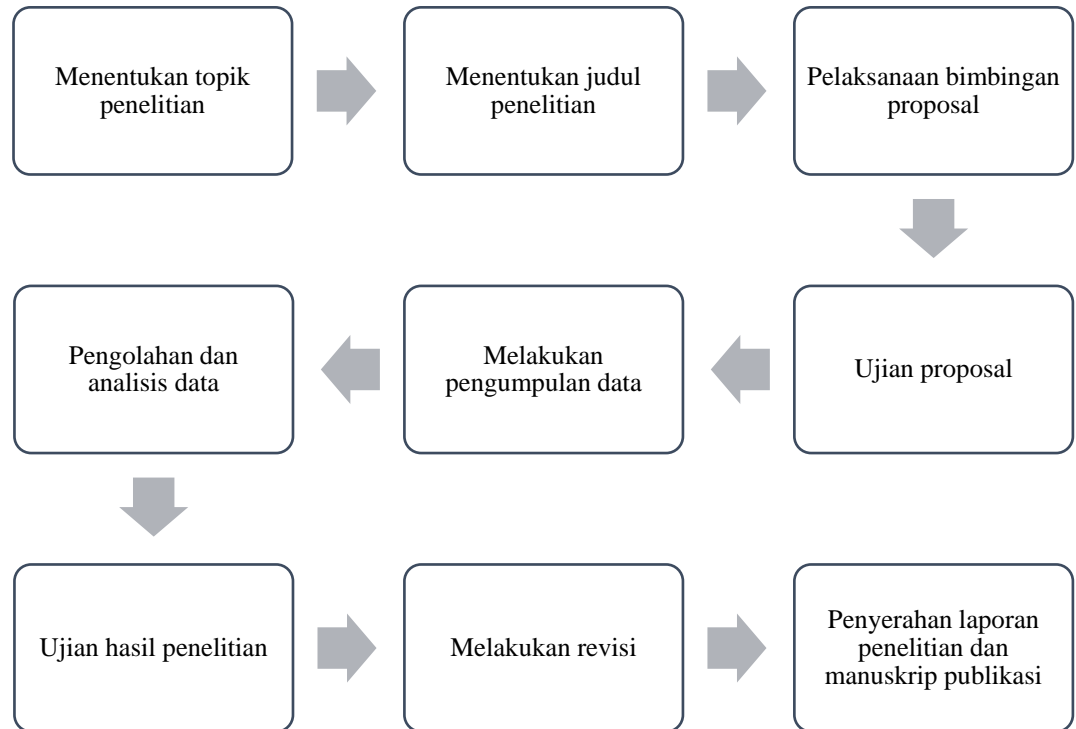 Menentukan topik
penelitian
Menentukan judul
penelitian
Pelaksanaan bimbingan
proposal
Ujian proposal
Melakukan
pengumpulan data
Pengolahan dan
analisis data
Ujian hasil penelitian
Melakukan revisi
Penyerahan laporan
penelitian dan
manuskrip publikasi